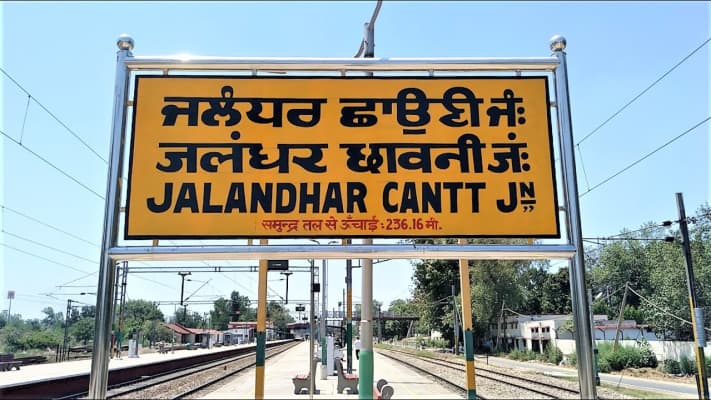 ਜਲੰਧਰ ਛਾਉਣੀ ਜੰ:
जलंधर छावनी जं:
JALANDHAR CANTT JN.,,
समुन्द्र तल से ऊँचाई : 236.16 मी.